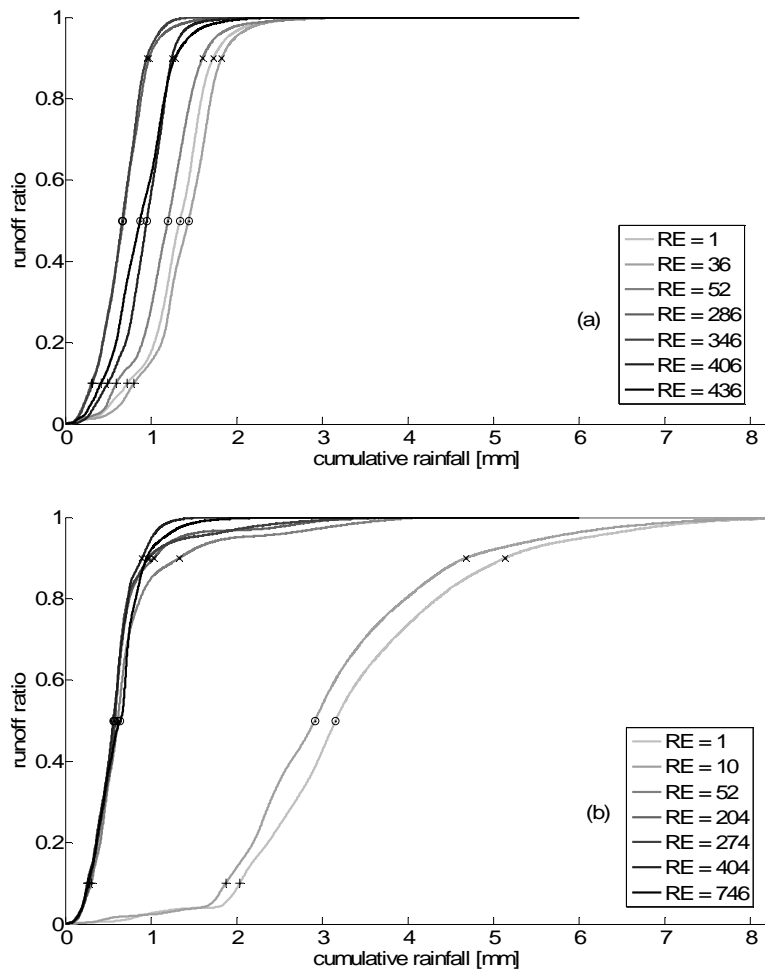 1
0.8
0.6
0.4
0.2
0
runoff ratio
0 1 2 3 4 5 6 7 8
cumulative rainfall [mm]
(a)
RE = 1
RE = 36
RE = 52
RE = 286
RE = 346
RE = 406
RE = 436
1
0.8
0.6
0.4
0.2
0
runoff ratio
0 1 2 3 4 5 6 7 8
cumulative rainfall [mm]
(b)
RE = 1
RE = 10
RE = 52
RE = 204
RE = 274
RE = 404
RE = 746